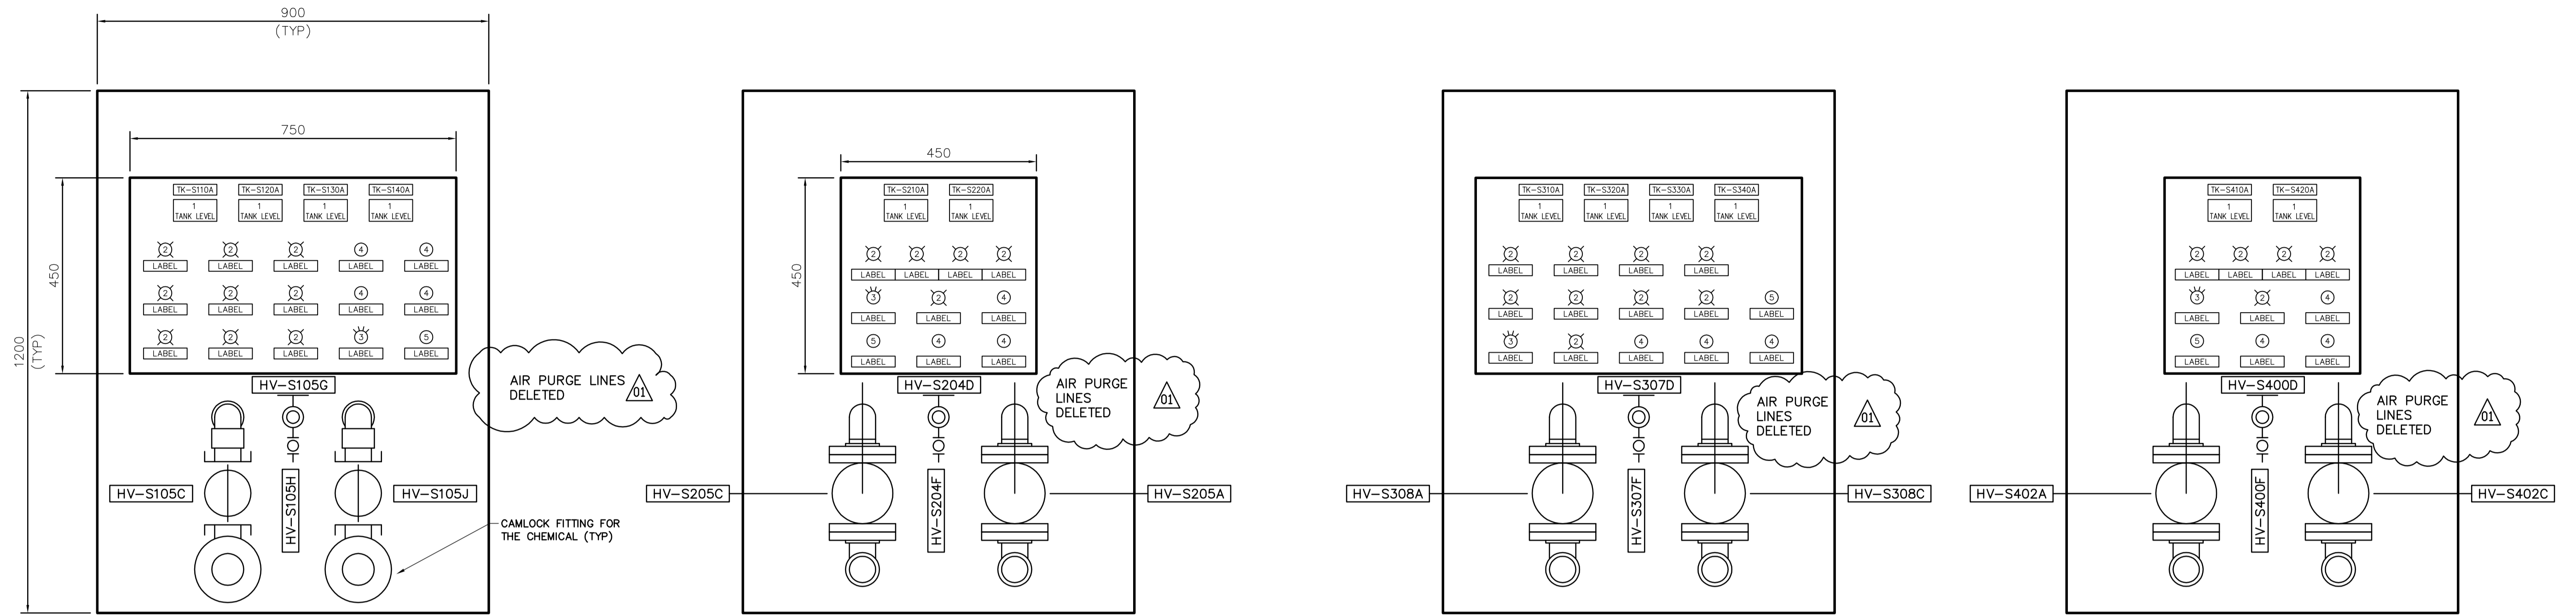 900
(TYP)
1200
(TYP)
750
450
TK-S110A TK-S120A TK-S130A TK-S140A
1 1 1 1
TANK LEVEL TANK LEVEL TANK LEVEL TANK LEVEL
2 2 2 4 4
LABEL LABEL LABEL LABEL LABEL
2 2 2 4 4
LABEL LABEL LABEL LABEL LABEL
2 2 2 3 5
LABEL LABEL LABEL LABEL LABEL
HV-S105G
AIR PURGE LINES
DELETED
01
HV-S105C
HV-S105H
HV-S105J
CAMLOCK FITTING FOR
THE CHEMICAL (TYP)
450
450
TK-S210A TK-S220A
1 1
TANK LEVEL TANK LEVEL
2 2 2 2
LABEL LABEL LABEL LABEL
3 2 4
LABEL LABEL LABEL
5 4 4
LABEL LABEL LABEL
HV-S204D
AIR PURGE
LINES
DELETED
01
HV-S205C
HV-S204F
HV-S205A
TK-S310A TK-S320A TK-S330A TK-S340A
1 1 1 1
TANK LEVEL TANK LEVEL TANK LEVEL TANK LEVEL
2 2 2 2
LABEL LABEL LABEL LABEL
2 2 2 2 5
LABEL LABEL LABEL LABEL LABEL
3 2 4 4 4
LABEL LABEL LABEL LABEL LABEL
HV-S307D
AIR PURGE
LINES
DELETED
01
HV-S308A
HV-S307F
HV-S308C
TK-S410A TK-S420A
1 1
TANK LEVEL TANK LEVEL
2 2 2 2
LABEL LABEL LABEL LABEL
3 2 4
LABEL LABEL LABEL
5 4 4
LABEL LABEL LABEL
HV-S400D
AIR PURGE
LINES
DELETED
01
HV-S402A
HV-S400F
HV-S402C